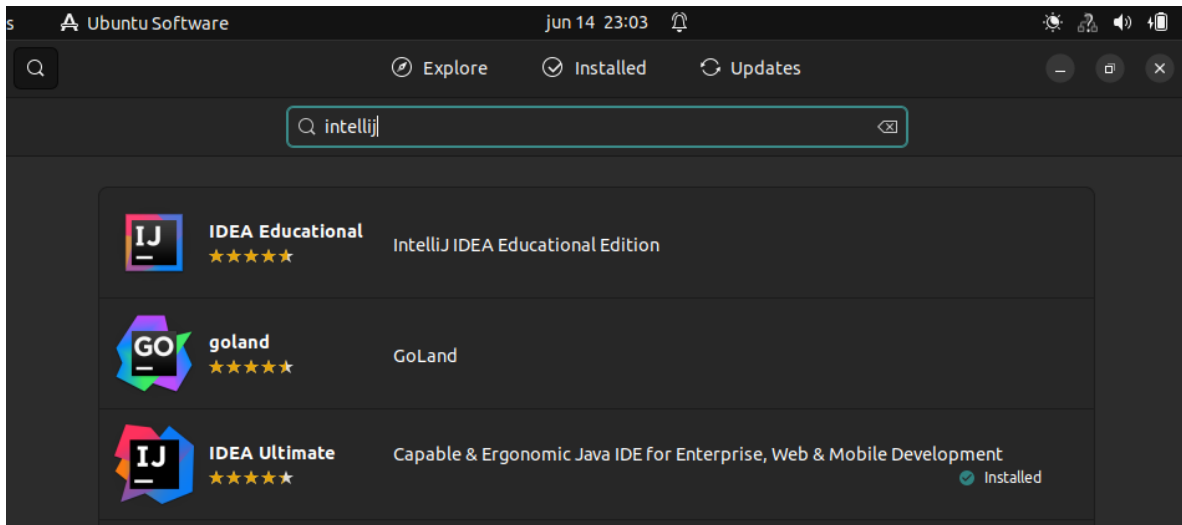 s Ubuntu Software jun 14 23:03
Explore Installed Updates
intellij
IJ
IDEA Educational
IntelliJ IDEA Educational Edition
GO
goland
GoLand
IJ
IDEA Ultimate
Capable & Ergonomic Java IDE for Enterprise, Web & Mobile Development
Installed